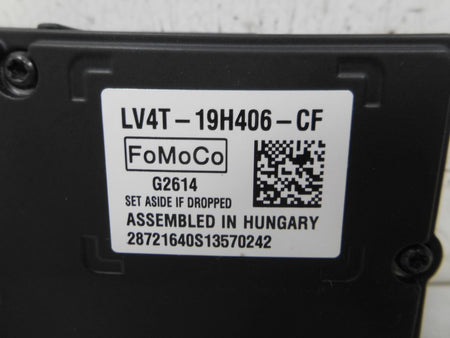 LV4T-19H406-CF
FoMoCo
G2614
SET ASIDE IF DROPPED
ASSEMBLED IN HUNGARY
28721640S13570242